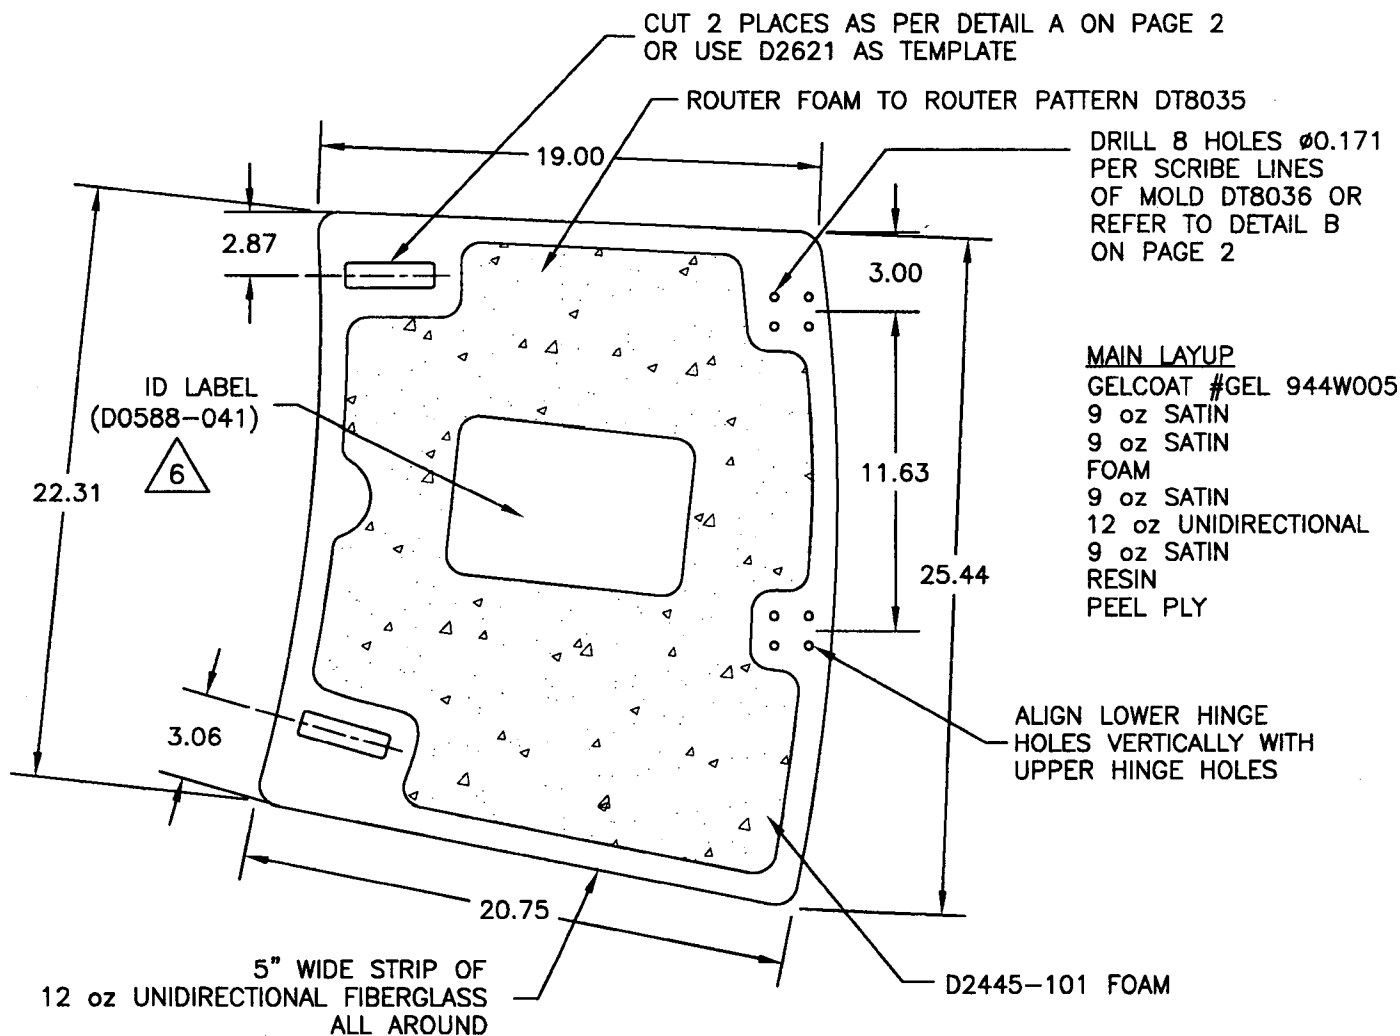 CUT 2 PLACES AS PER DETAIL A ON PAGE 2
OR USE D2621 AS TEMPLATE
ROUTER FOAM TO ROUTER PATTERN DT8035
DRILL 8 HOLES ø0.171
PER SCRIBE LINES
OF MOLD DT8036 OR
REFER TO DETAIL B
ON PAGE 2
19.00
2.87
3.00
MAIN LAYUP
GELCOAT #GEL 944W005
9 oz SATIN
9 oz SATIN
FOAM
9 oz SATIN
12 oz UNIDIRECTIONAL
9 oz SATIN
RESIN
PEEL PLY
ID LABEL
(D0588-041)
6
22.31
11.63
25.44
3.06
ALIGN LOWER HINGE
HOLES VERTICALLY WITH
UPPER HINGE HOLES
20.75
5" WIDE STRIP OF
12 oz UNIDIRECTIONAL FIBERGLASS
ALL AROUND
D2445-101 FOAM